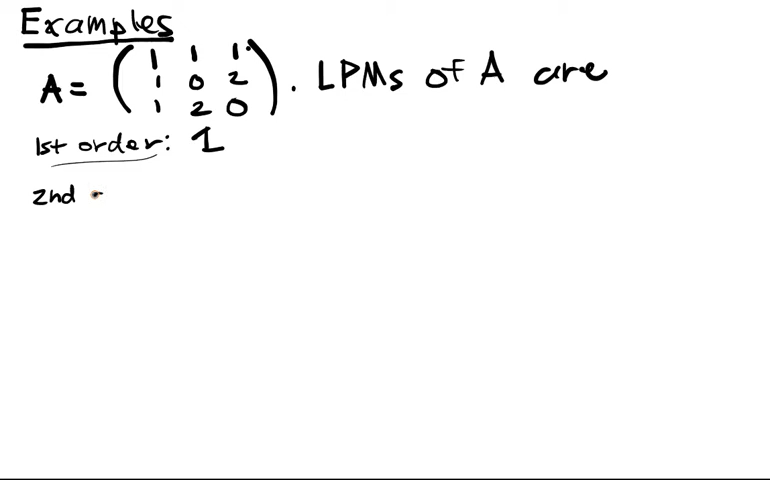 Examples
A = ( 1 1 1
1 0 2
1 2 0 ) . LPMs of A are
1st order: 1
2nd